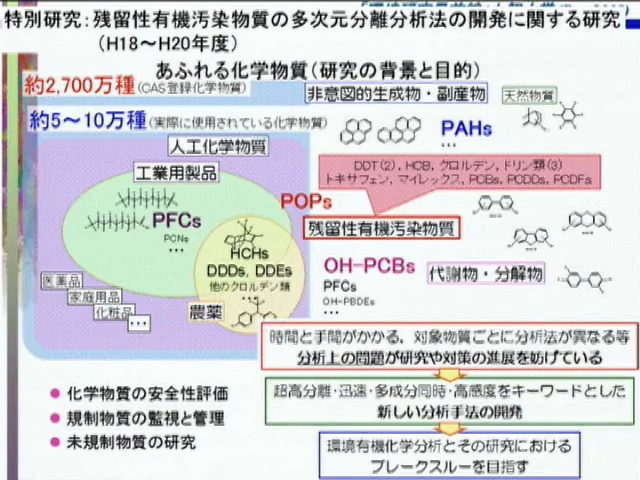 特別研究：残留性有機汚染物質の多次元分離分析法の開発に関する研究
（H18～H20年度）
あふれる化学物質（研究の背景と目的）
約2,700万種（CAS登録化学物質）
非意図的生成物・副産物
天然物質
約5～10万種（実際に使用されている化学物質）
PAHs
…
人工化学物質
工業用製品
DDT(2), HCB, クロルデン, ドリン類(3)
トキサフェン, マイレックス, PCBs, PCDDs, PCDFs
POPs
PFCs
PCNs
…
残留性有機汚染物質
HCHs
DDDs, DDEs
他のクロルデン類
…
農薬
OH-PCBs
代謝物・分解物
PFCs
OH-PBDEs
…
医薬品
家庭用品
化粧品
…
時間と手間がかかる，対象物質ごとに分析法が異なる等
分析上の問題が研究や対策の進展を妨げている
● 化学物質の安全性評価
● 規制物質の監視と管理
● 未規制物質の研究
超高分離・迅速・多成分同時・高感度をキーワードとした
新しい分析手法の開発
環境有機化学分析とその研究における
ブレークスルーを目指す